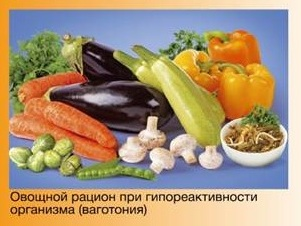 Овощной рацион при гипореактивности
организма (ваготония)